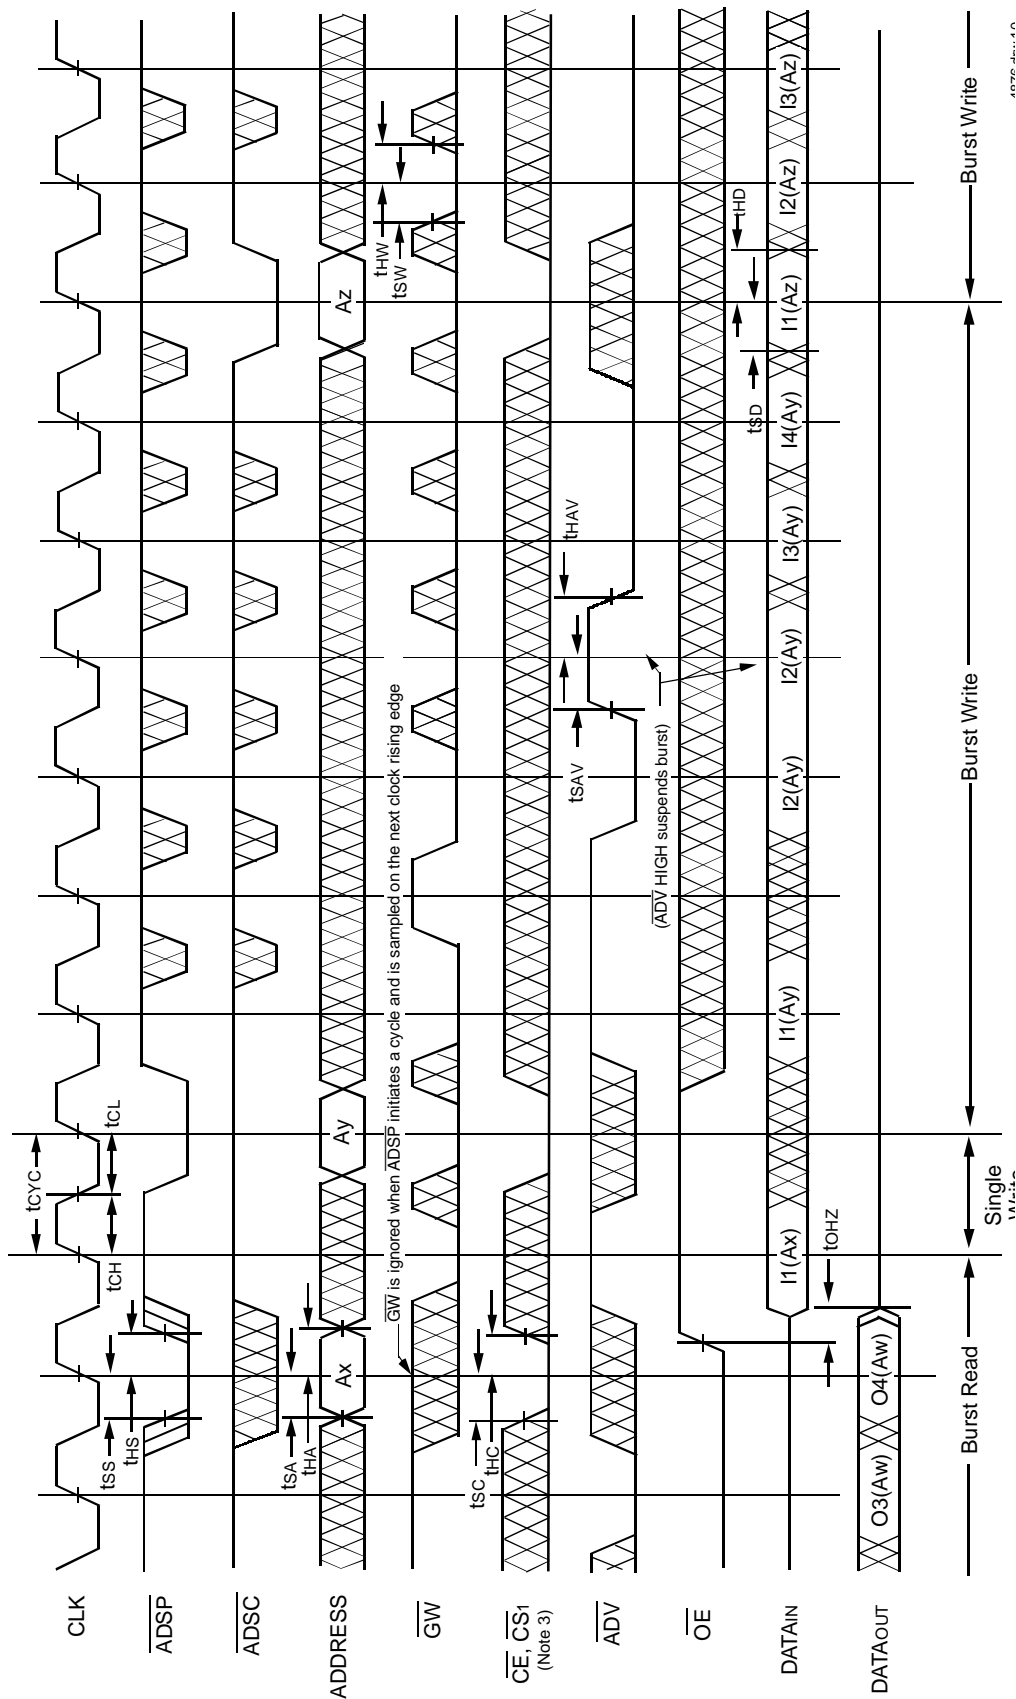 CLK
tCYC
tCH
tCL
ADSP
tSS
tHS
ADSC
ADDRESS
tSA
tHA
Ax
Ay
Az
GW
GW is ignored when ADSP initiates a cycle and is sampled on the next clock rising edge
tHW
tSW
CE, CS1
(Note 3)
tSC
tHC
ADV
tSAV
tHAV
(ADV HIGH suspends burst)
OE
DATAIN
I1(Ax)
I1(Ay)
I2(Ay)
I2(Ay)
I3(Ay)
I4(Ay)
I1(Az)
I2(Az)
I3(Az)
tSD
tHD
DATAOUT
O3(Aw)
O4(Aw)
tOHZ
Burst Read
Single
Write
Burst Write
Burst Write